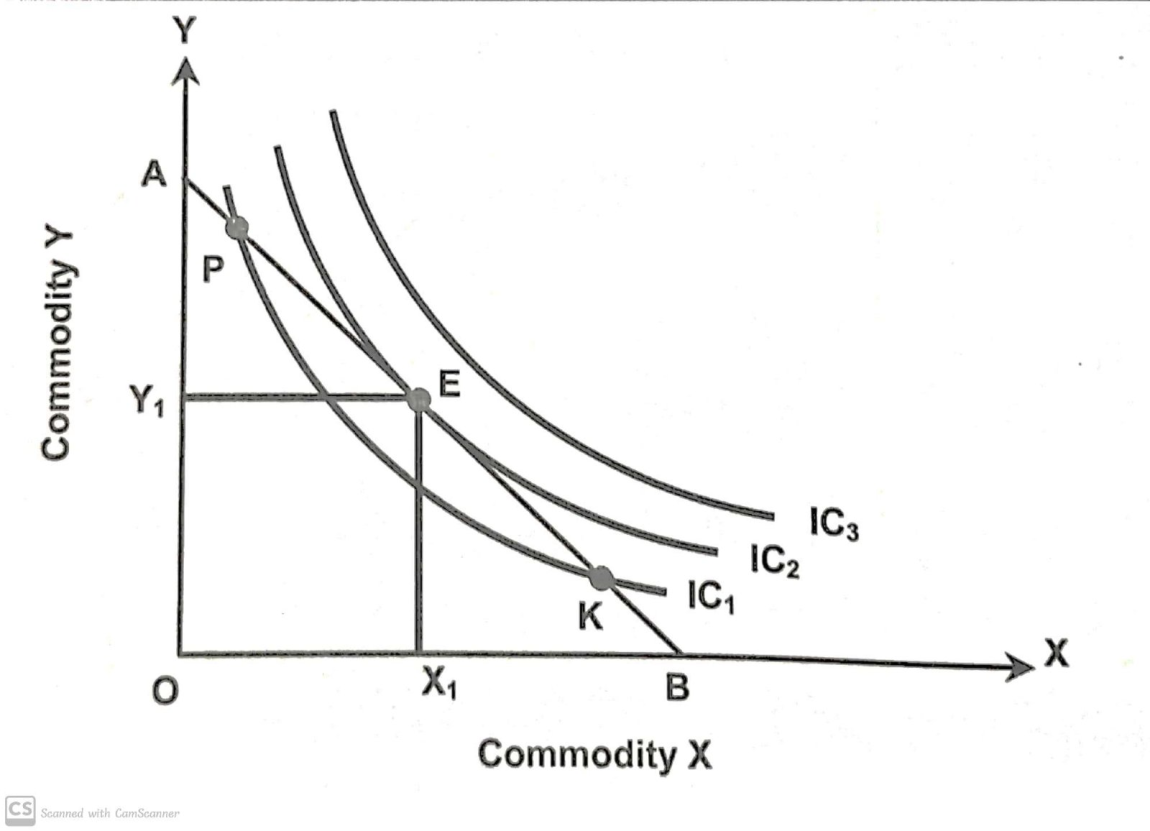 Y
A
P
Commodity Y
Y₁
E
IC₃
IC₂
IC₁
K
X
O
X₁
B
Commodity X
CS Scanned with CamScanner